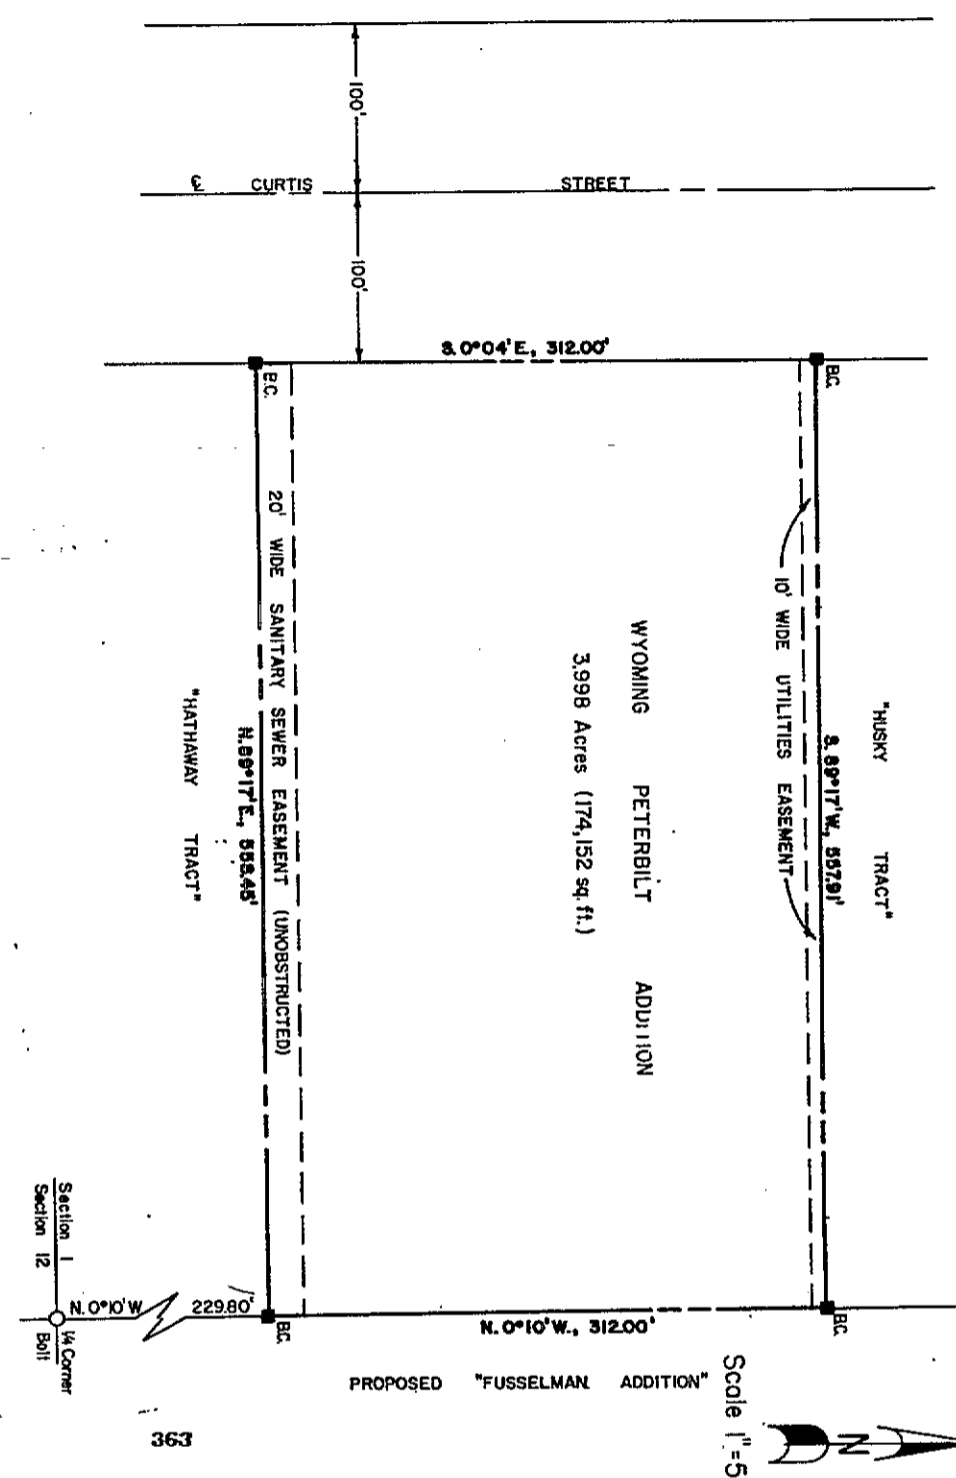 100'
℄ CURTIS STREET
100'
S. 0°04'E, 312.00'
B.C.
B.C.
"HUSKY TRACT"
S. 89°17'W., 557.91'
10' WIDE UTILITIES EASEMENT
WYOMING PETERBILT ADDITION
3.998 Acres (174,152 sq. ft.)
20' WIDE SANITARY SEWER EASEMENT (UNOBSTRUCTED)
N. 89°17'E., 558.45'
"HATHAWAY TRACT"
Section 1
Section 12
N. 0°10'W
229.80'
1/4 Corner
Bolt
B.C.
B.C.
N. 0°10'W., 312.00'
PROPOSED "FUSSELMAN ADDITION"
Scale 1"=5
N
363